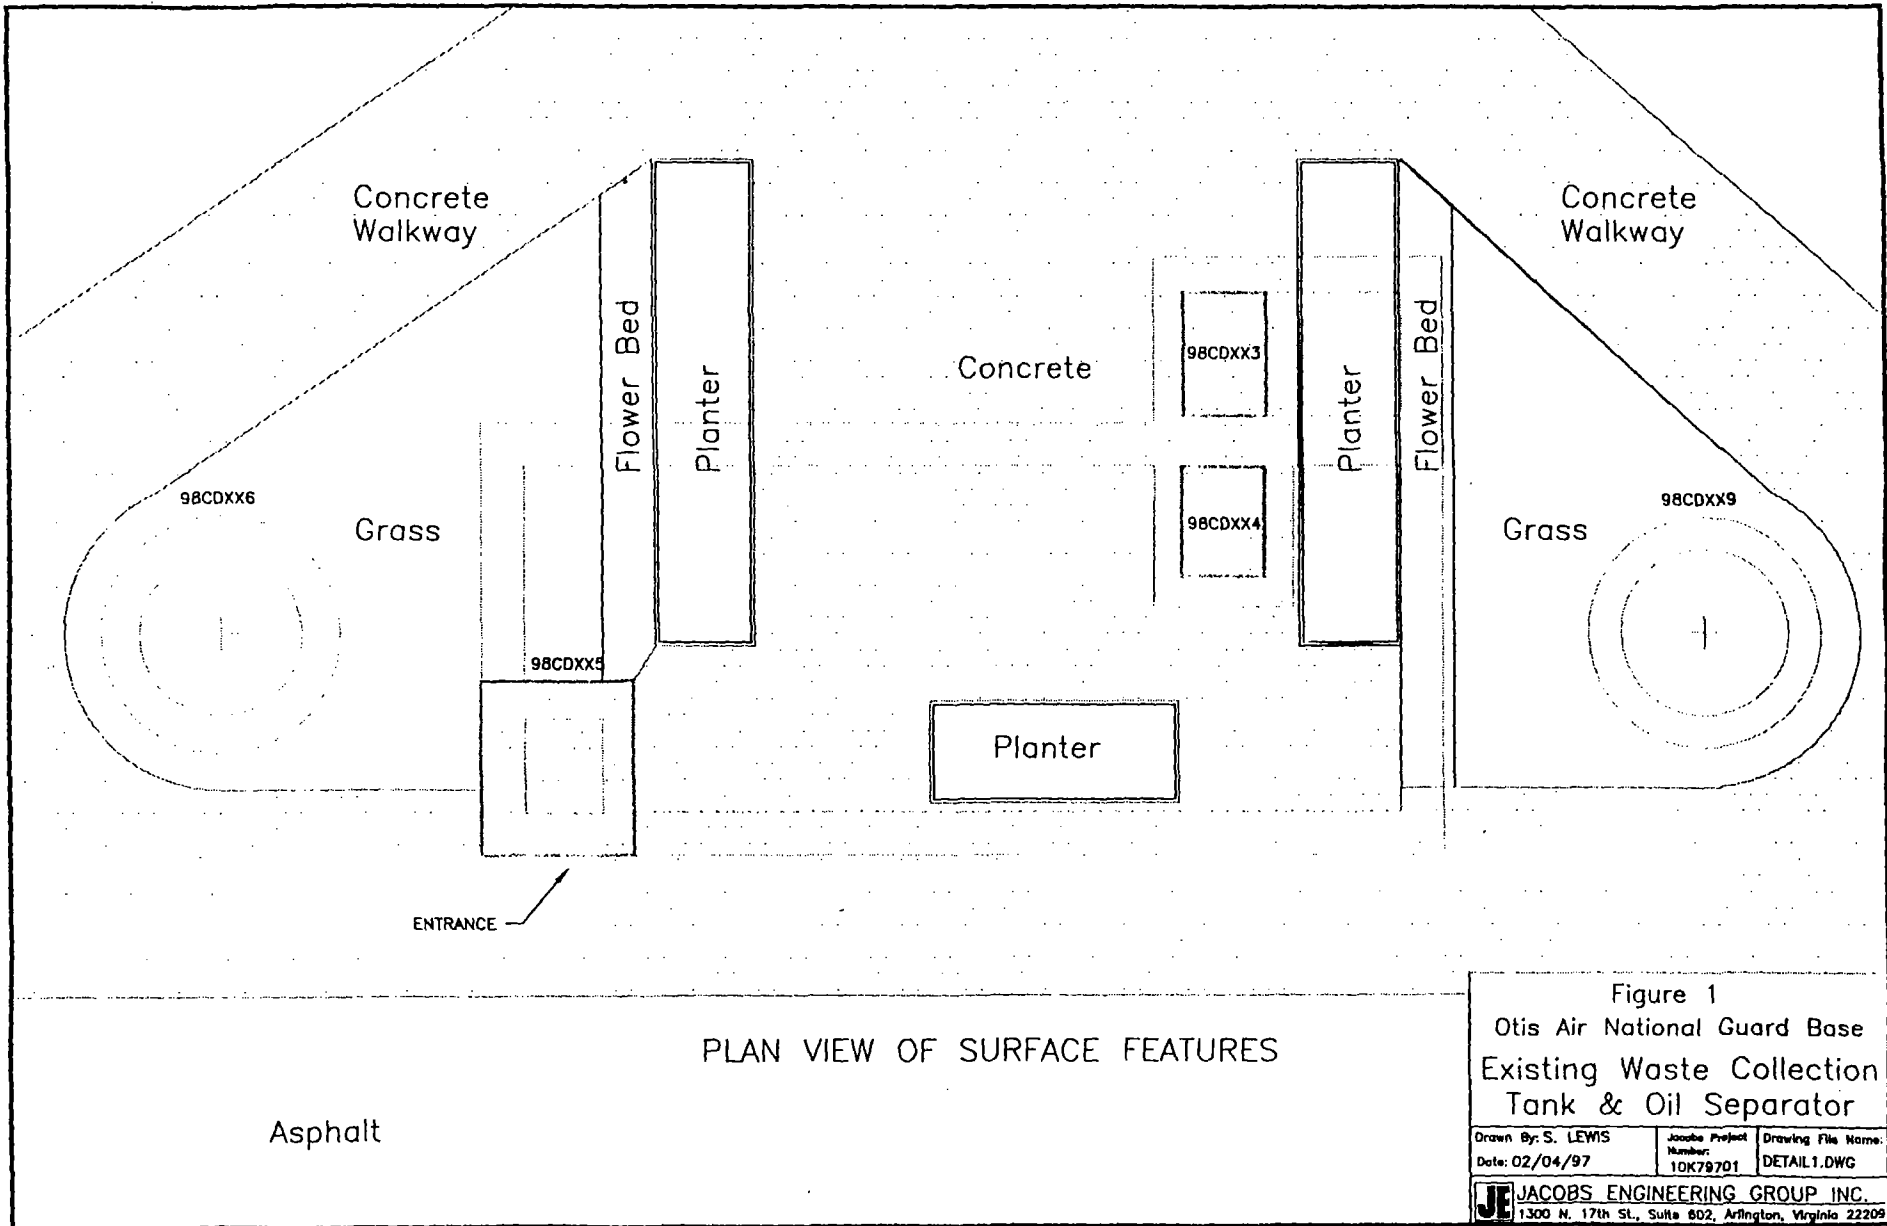 Concrete
Walkway
Concrete
Walkway
Flower Bed
Planter
Concrete
98CDXX3
98CDXX4
Planter
Flower Bed
98CDXX6
Grass
98CDXX5
98CDXX9
Grass
Planter
ENTRANCE
PLAN VIEW OF SURFACE FEATURES
Asphalt
Figure 1
Otis Air National Guard Base
Existing Waste Collection
Tank & Oil Separator
Drawn By: S. LEWIS
Date: 02/04/97
Jacobs Project
Number:
10K79701
Drawing File Name:
DETAIL1.DWG
JE
JACOBS ENGINEERING GROUP INC.
1300 N. 17th St., Suite 602, Arlington, Virginia 22209